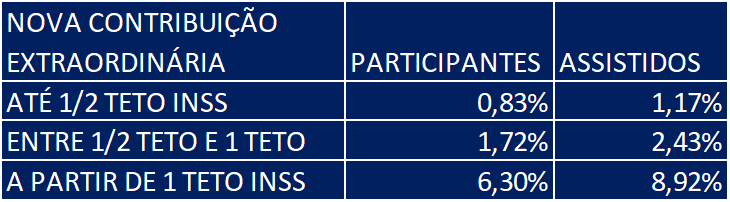 NOVA CONTRIBUIÇÃO
EXTRAORDINÁRIA PARTICIPANTES ASSISTIDOS
ATÉ 1/2 TETO INSS 0,83% 1,17%
ENTRE 1/2 TETO E 1 TETO 1,72% 2,43%
A PARTIR DE 1 TETO INSS 6,30% 8,92%